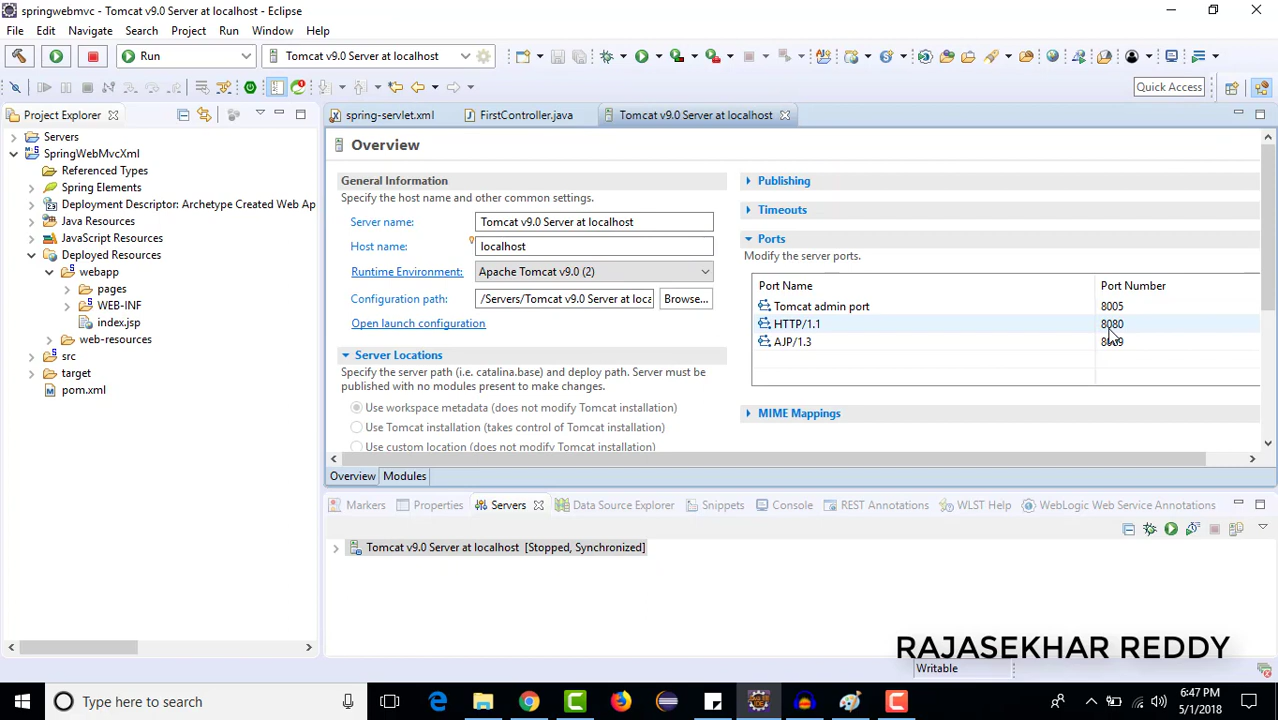 springwebmvc - Tomcat v9.0 Server at localhost - Eclipse
File Edit Navigate Search Project Run Window Help
Run Tomcat v9.0 Server at localhost
Quick Access
Project Explorer
Servers
SpringWebMvcXml
Referenced Types
Spring Elements
Deployment Descriptor: Archetype Created Web Ap
Java Resources
JavaScript Resources
Deployed Resources
webapp
pages
WEB-INF
index.jsp
web-resources
src
target
pom.xml
spring-servlet.xml FirstController.java Tomcat v9.0 Server at localhost
Overview
General Information
Specify the host name and other common settings.
Server name: Tomcat v9.0 Server at localhost
Host name: localhost
Runtime Environment: Apache Tomcat v9.0 (2)
Configuration path: /Servers/Tomcat v9.0 Server at loca Browse...
Open launch configuration
Server Locations
Specify the server path (i.e. catalina.base) and deploy path. Server must be
published with no modules present to make changes.
Use workspace metadata (does not modify Tomcat installation)
Use Tomcat installation (takes control of Tomcat installation)
Use custom location (does not modify Tomcat installation)
Publishing
Timeouts
Ports
Modify the server ports.
Port Name Port Number
Tomcat admin port 8005
HTTP/1.1 8080
AJP/1.3
MIME Mappings
Overview Modules
Markers Properties Servers Data Source Explorer Snippets Console REST Annotations WLST Help WebLogic Web Service Annotations
Tomcat v9.0 Server at localhost [Stopped, Synchronized]
RAJASEKHAR REDDY
Writable
Type here to search
6:47 PM
5/1/2018